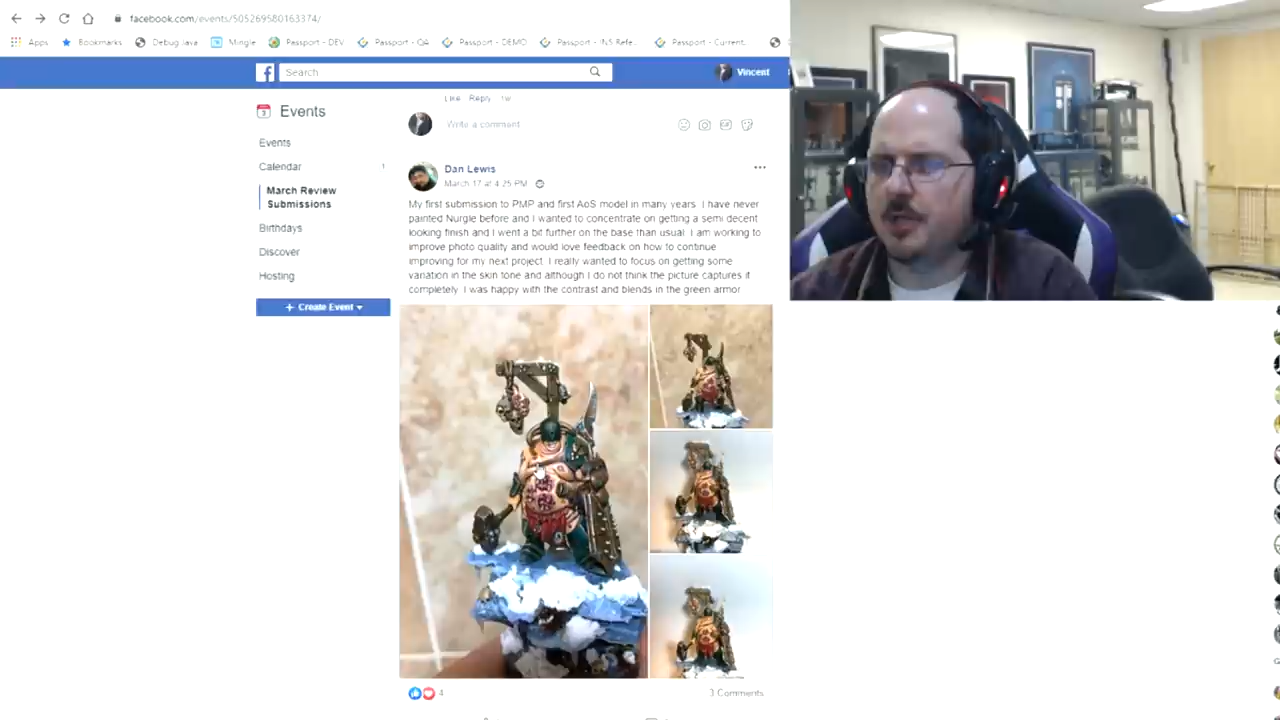 facebook.com/events/505269580163374/
Apps Bookmarks Debug Java Mingle Passport - DEV Passport - QA Passport - DEMO Passport - INS Refe... Passport - Current...
f Search Vincent
Events
Events
Calendar 1
March Review
Submissions
Birthdays
Discover
Hosting
+ Create Event
Like Reply 1w
Write a comment
GIF
Dan Lewis
March 17 at 4:25 PM
My first submission to PMP and first AoS model in many years. I have never
painted Nurgle before and I wanted to concentrate on getting a semi decent
looking finish and I went a bit further on the base than usual. I am working to
improve photo quality and would love feedback on how to continue
improving for my next project. I really wanted to focus on getting some
variation in the skin tone and although I do not think the picture captures it
completely. I was happy with the contrast and blends in the green armor
4
3 Comments